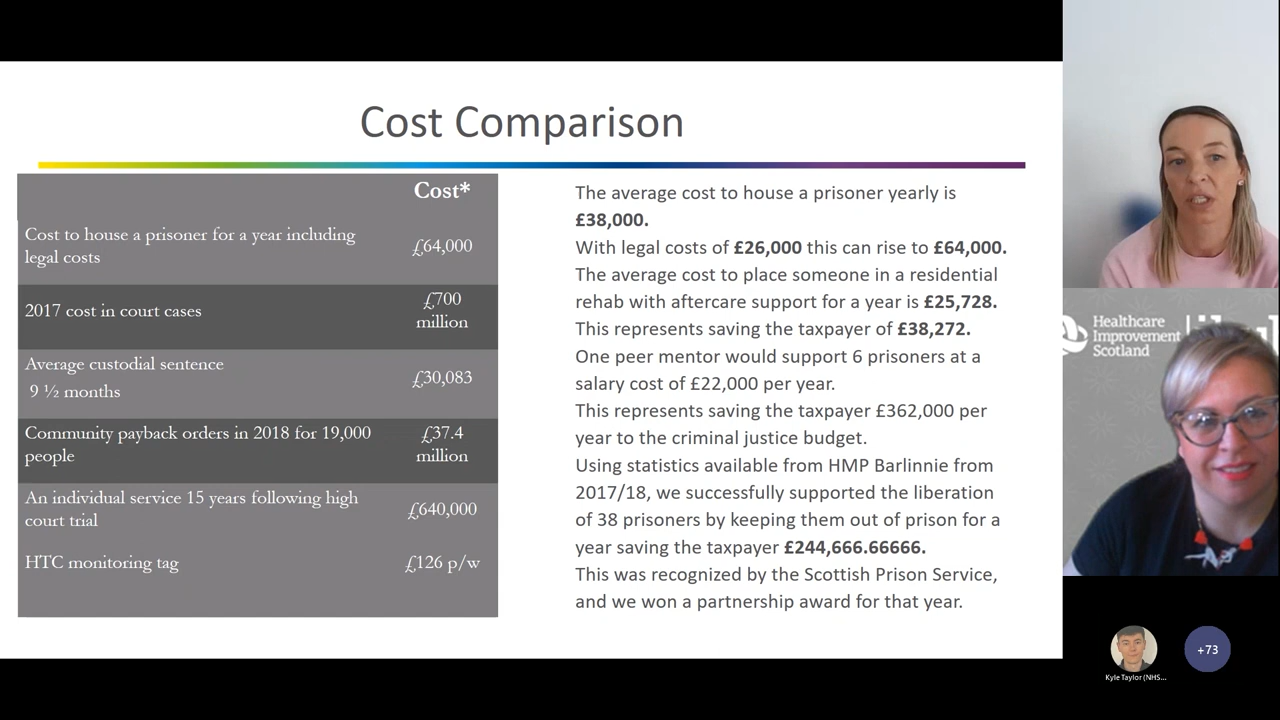 Cost Comparison
Cost*
Cost to house a prisoner for a year including
legal costs
£64,000
2017 cost in court cases
£700
million
Average custodial sentence
9 ½ months
£30,083
Community payback orders in 2018 for 19,000
people
£37.4
million
An individual service 15 years following high
court trial
£640,000
HTC monitoring tag
£126 p/w
The average cost to house a prisoner yearly is
£38,000.
With legal costs of £26,000 this can rise to £64,000.
The average cost to place someone in a residential
rehab with aftercare support for a year is £25,728.
This represents saving the taxpayer of £38,272.
One peer mentor would support 6 prisoners at a
salary cost of £22,000 per year.
This represents saving the taxpayer £362,000 per
year to the criminal justice budget.
Using statistics available from HMP Barlinnie from
2017/18, we successfully supported the liberation
of 38 prisoners by keeping them out of prison for a
year saving the taxpayer £244,666.66666.
This was recognized by the Scottish Prison Service,
and we won a partnership award for that year.
Healthcare
Improvement
Scotland
+73
Kyle Taylor (NHS...